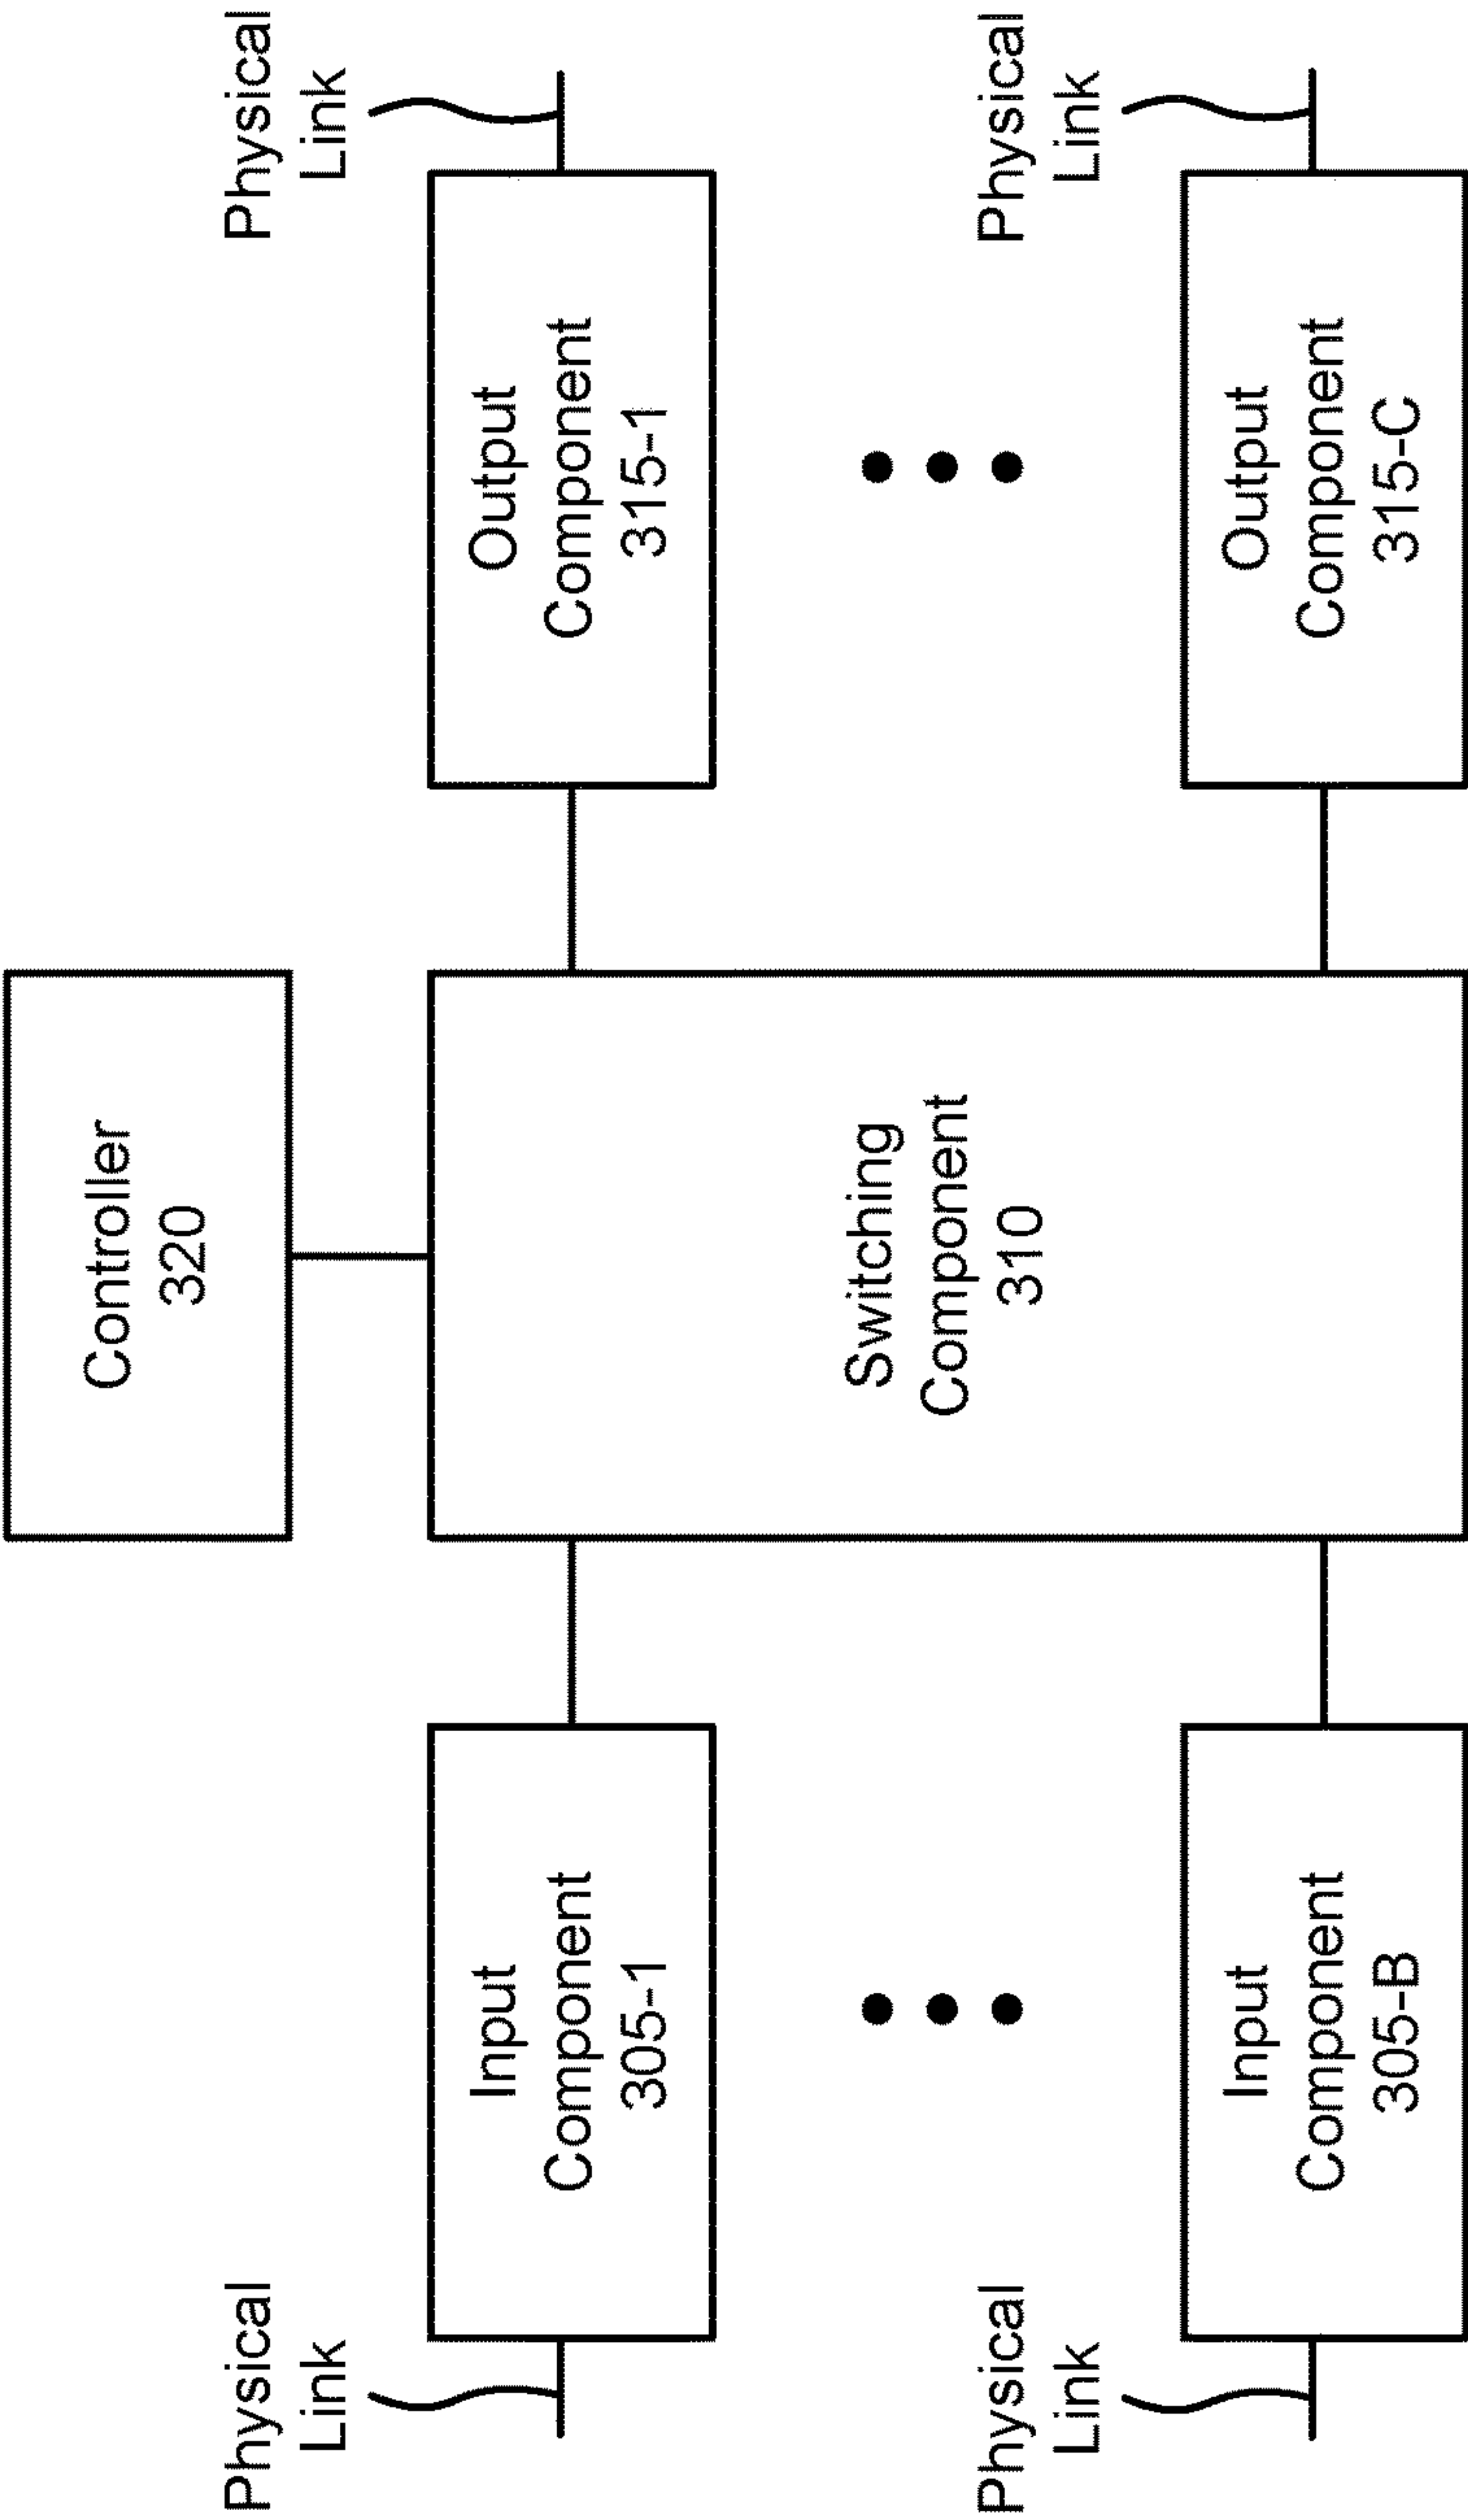 Controller
320
Physical
Link
Input
Component
305-1
Switching
Component
310
Output
Component
315-1
Physical
Link
Physical
Link
Input
Component
305-B
Output
Component
315-C
Physical
Link